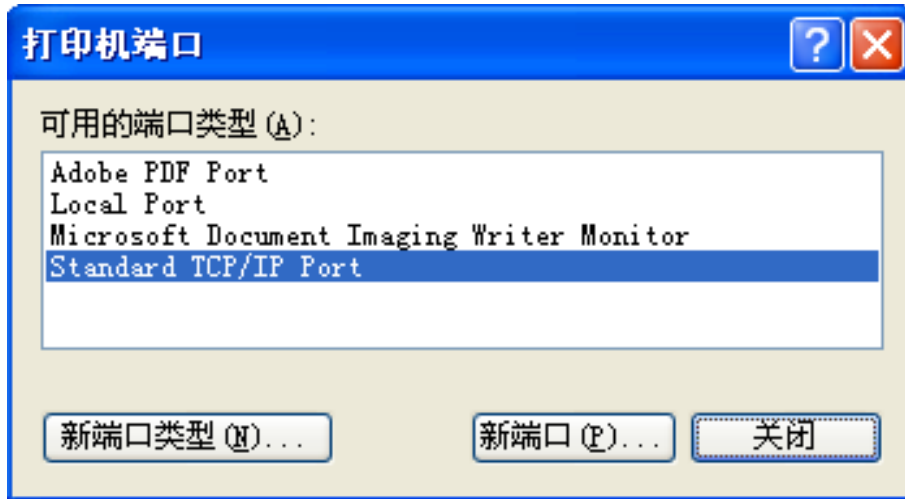 打印机端口
可用的端口类型(A):
Adobe PDF Port
Local Port
Microsoft Document Imaging Writer Monitor
Standard TCP/IP Port
新端口类型(N)... 新端口(P)... 关闭